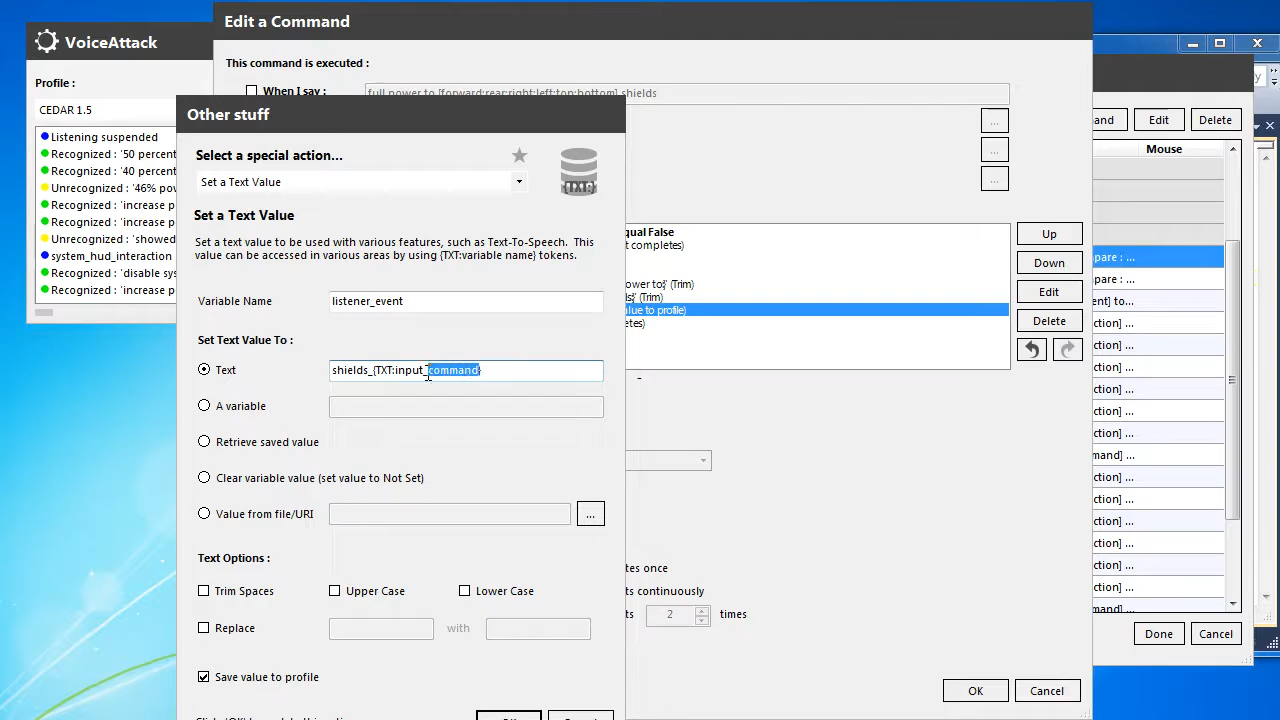 Edit a Command
VoiceAttack
This command is executed :
Profile :
When I say :
full power to [forward;rear;right;left;top;bottom] shields
CEDAR 1.5
Other stuff
...
mand
Edit
Delete
Listening suspended
Recognized : '50 percent
Recognized : '40 percent
Unrecognized : '46% pow
Recognized : 'increase p
Recognized : 'increase p
Unrecognized : 'showed
system_hud_interaction
Recognized : 'disable sys
Recognized : 'increase p
Select a special action...
Set a Text Value
{TXT:}
...
...
Mouse
Set a Text Value
Set a text value to be used with various features, such as Text-To-Speech. This
value can be accessed in various areas by using {TXT:variable name} tokens.
qual False
t completes)
ower to;' (Trim)
ds;' (Trim)
alue to profile)
etes)
Up
Down
Edit
Delete
pare : ...
pare : ...
ent] to...
ction] ...
ction] ...
ction] ...
ction] ...
ction] ...
ction] ...
mand] ...
ction] ...
ction] ...
ction] ...
ction] ...
ction] ...
ction] ...
mand] ...
Variable Name
listener_event
Set Text Value To :
Text
shields_{TXT:input_command}
A variable
Retrieve saved value
Clear variable value (set value to Not Set)
Value from file/URI
...
Text Options :
Trim Spaces
Upper Case
Lower Case
Replace
with
Save value to profile
tes once
ts continuously
ts
2
times
OK
Cancel
Done
Cancel